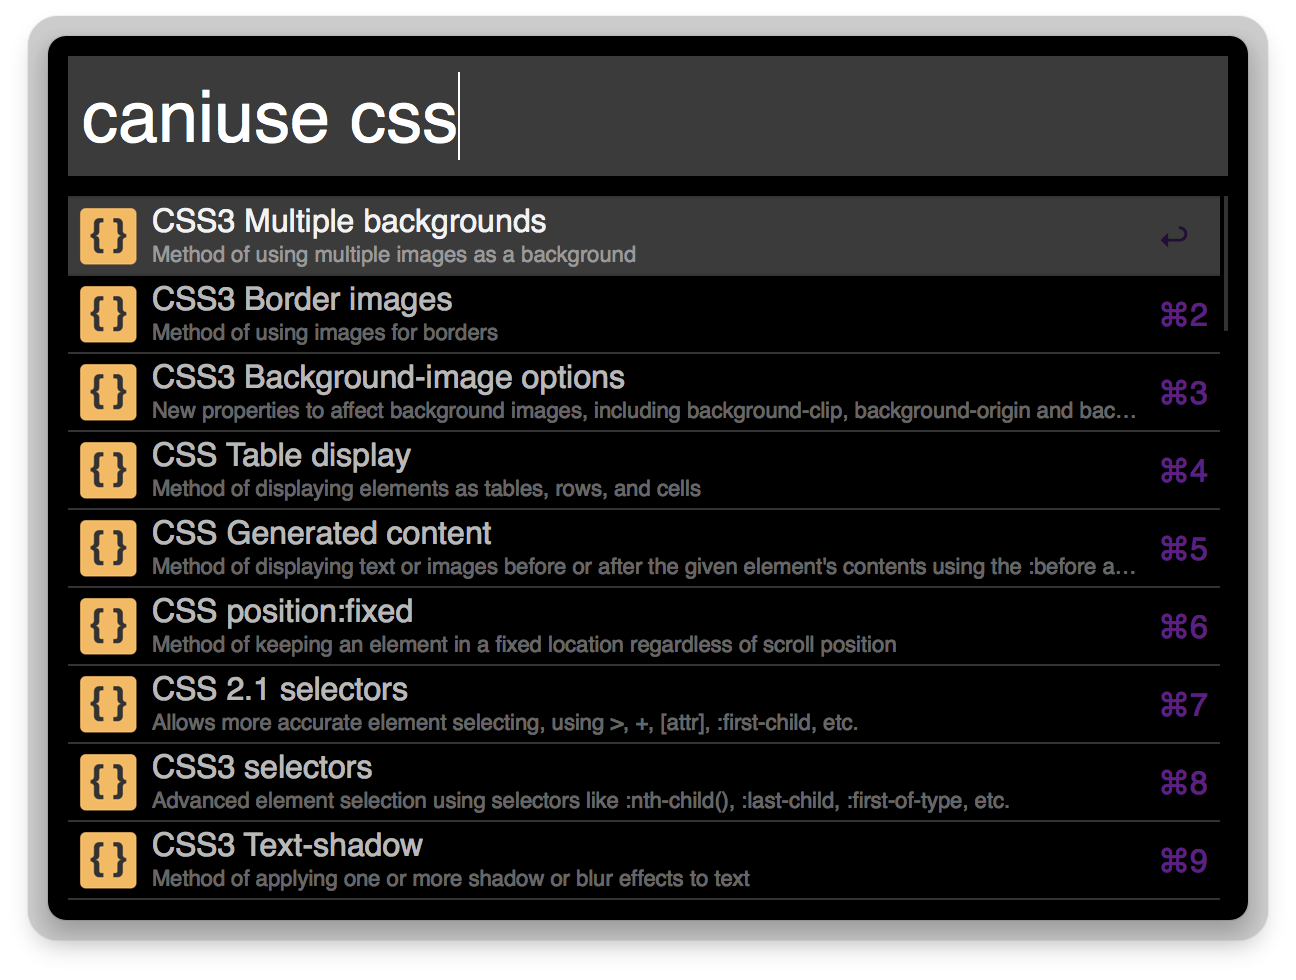 caniuse css
{ } CSS3 Multiple backgrounds ↩
Method of using multiple images as a background
{ } CSS3 Border images ⌘2
Method of using images for borders
{ } CSS3 Background-image options ⌘3
New properties to affect background images, including background-clip, background-origin and bac…
{ } CSS Table display ⌘4
Method of displaying elements as tables, rows, and cells
{ } CSS Generated content ⌘5
Method of displaying text or images before or after the given element's contents using the :before a…
{ } CSS position:fixed ⌘6
Method of keeping an element in a fixed location regardless of scroll position
{ } CSS 2.1 selectors ⌘7
Allows more accurate element selecting, using >, +, [attr], :first-child, etc.
{ } CSS3 selectors ⌘8
Advanced element selection using selectors like :nth-child(), :last-child, :first-of-type, etc.
{ } CSS3 Text-shadow ⌘9
Method of applying one or more shadow or blur effects to text